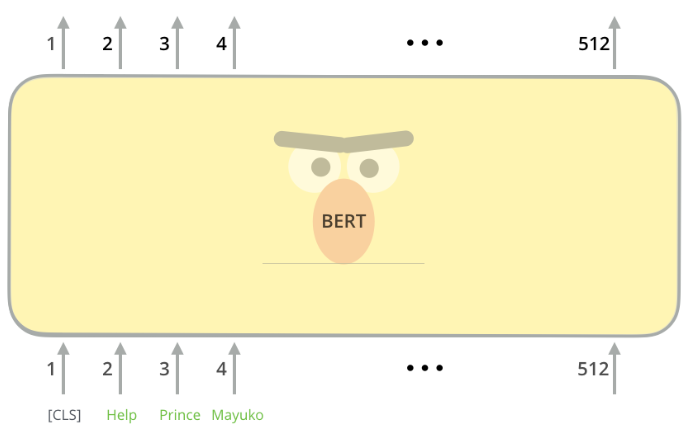 1 2 3 4 ••• 512
BERT
1 2 3 4 ••• 512
[CLS] Help Prince Mayuko